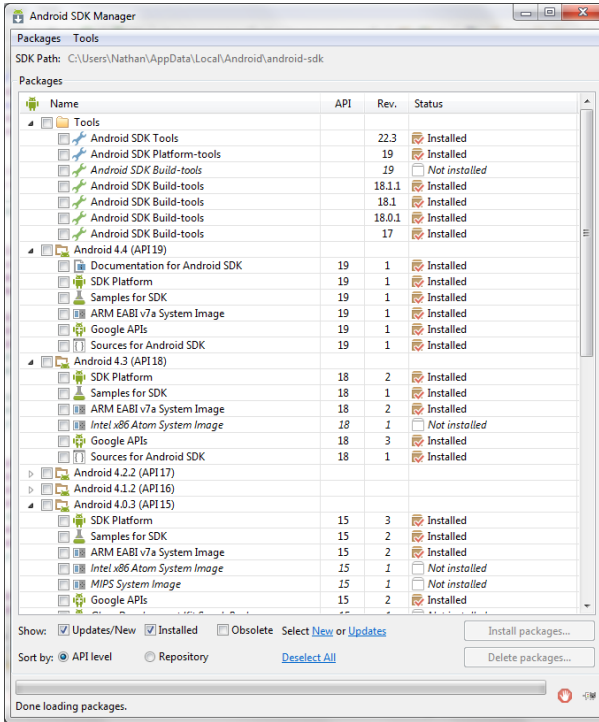 Android SDK Manager
Packages Tools
SDK Path: C:\Users\Nathan\AppData\Local\Android\android-sdk
Packages
Name API Rev. Status
Tools
Android SDK Tools 22.3 Installed
Android SDK Platform-tools 19 Installed
Android SDK Build-tools 19 Not installed
Android SDK Build-tools 18.1.1 Installed
Android SDK Build-tools 18.1 Installed
Android SDK Build-tools 18.0.1 Installed
Android SDK Build-tools 17 Installed
Android 4.4 (API 19)
Documentation for Android SDK 19 1 Installed
SDK Platform 19 1 Installed
Samples for SDK 19 1 Installed
ARM EABI v7a System Image 19 1 Installed
Google APIs 19 1 Installed
Sources for Android SDK 19 1 Installed
Android 4.3 (API 18)
SDK Platform 18 2 Installed
Samples for SDK 18 1 Installed
ARM EABI v7a System Image 18 2 Installed
Intel x86 Atom System Image 18 1 Not installed
Google APIs 18 3 Installed
Sources for Android SDK 18 1 Installed
Android 4.2.2 (API 17)
Android 4.1.2 (API 16)
Android 4.0.3 (API 15)
SDK Platform 15 3 Installed
Samples for SDK 15 2 Installed
ARM EABI v7a System Image 15 2 Installed
Intel x86 Atom System Image 15 1 Not installed
MIPS System Image 15 1 Not installed
Google APIs 15 2 Installed
Show: Updates/New Installed Obsolete Select New or Updates Install packages...
Sort by: API level Repository Deselect All Delete packages...
Done loading packages.